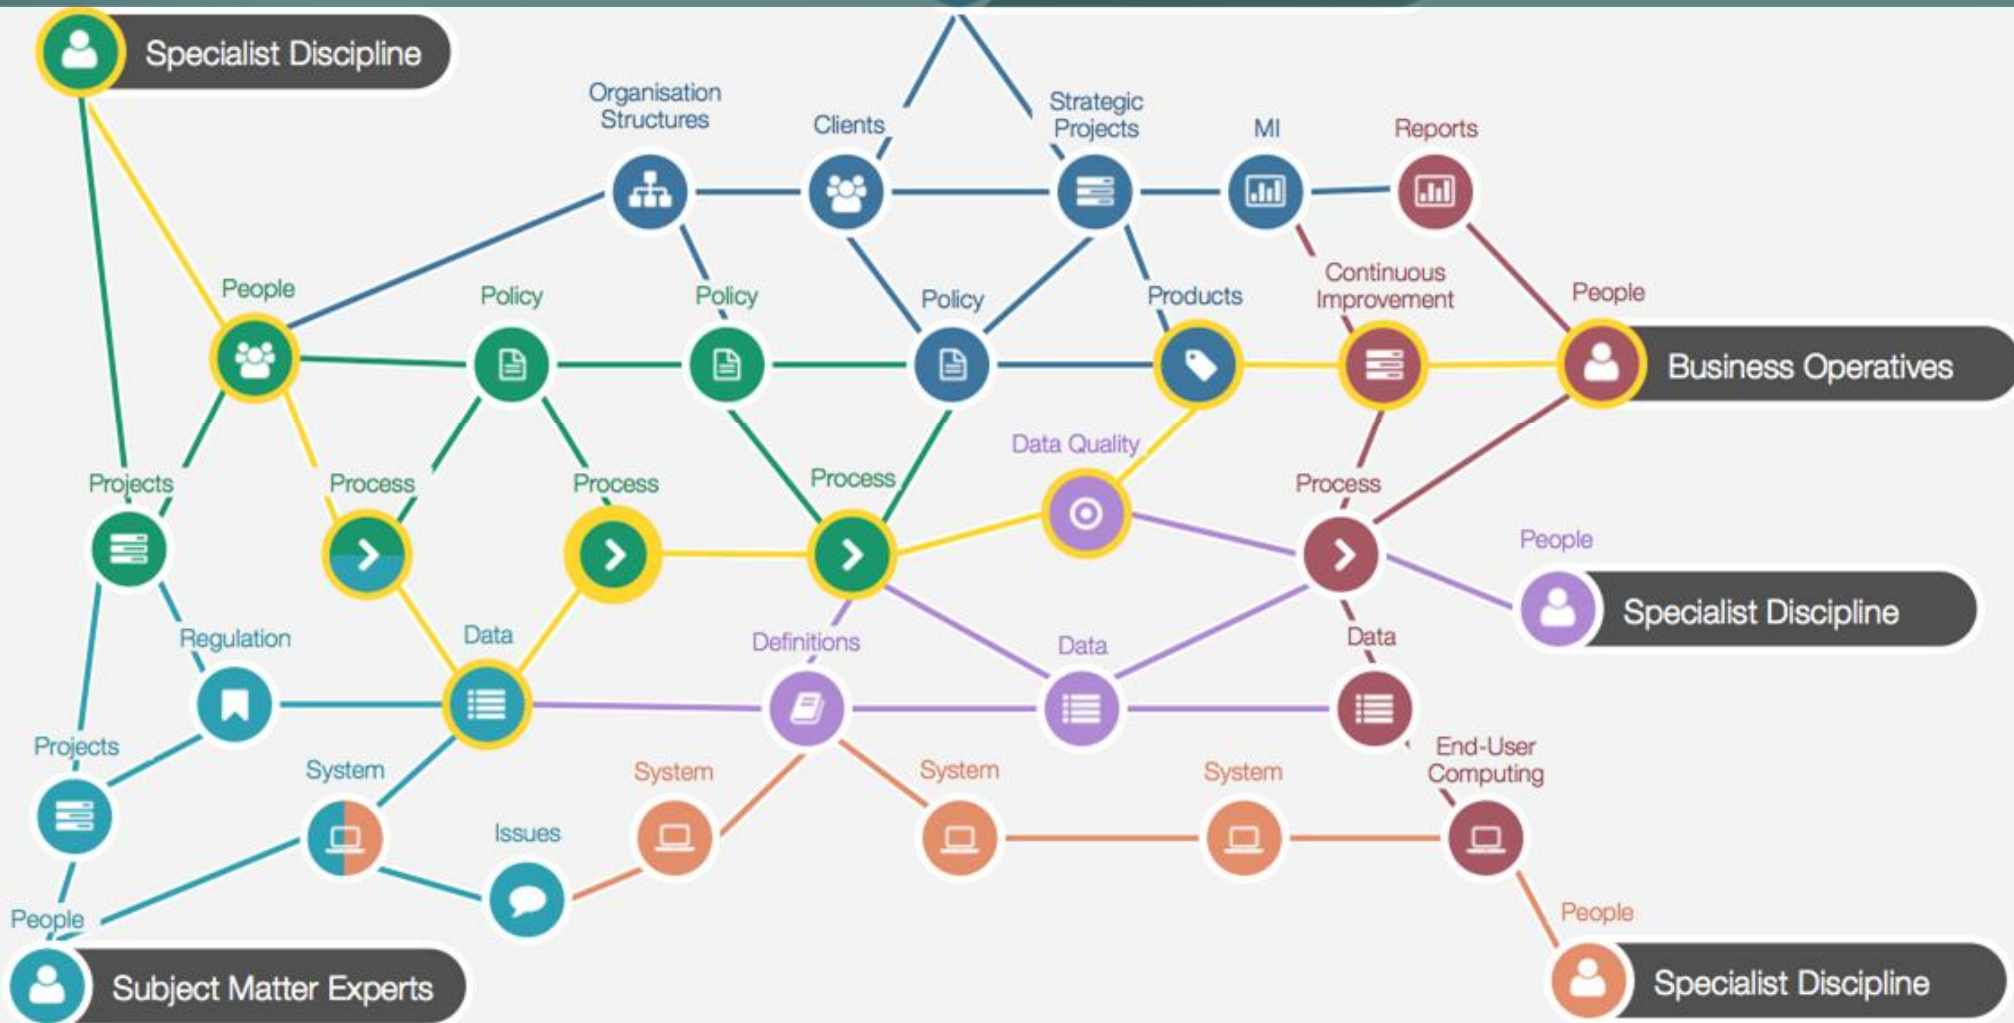 Specialist Discipline
Organisation
Structures
Clients
Strategic
Projects
MI
Reports
People
Policy
Policy
Policy
Products
Continuous
Improvement
People
Business Operatives
Projects
Process
Process
Process
Data Quality
Process
People
Specialist Discipline
Regulation
Data
Definitions
Data
Data
Projects
System
System
System
System
End-User
Computing
Issues
People
Subject Matter Experts
People
Specialist Discipline